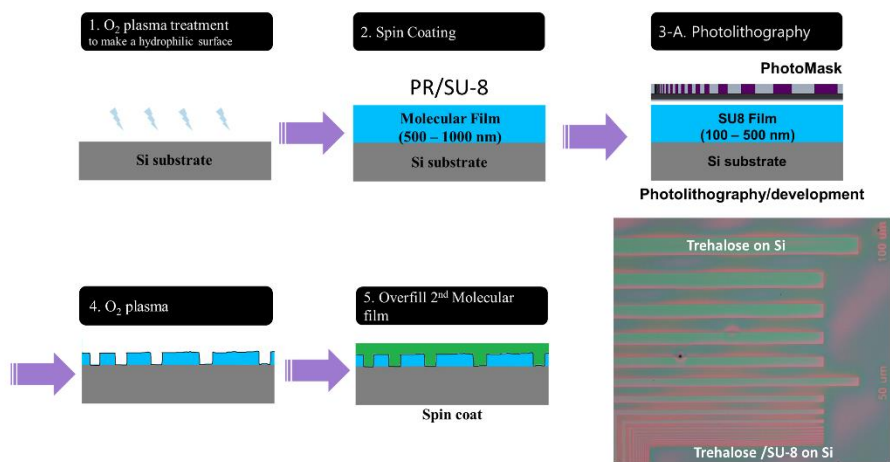 1. O₂ plasma treatment
to make a hydrophilic surface
2. Spin Coating
3-A. Photolithography
PR/SU-8
PhotoMask
Molecular Film
(500 – 1000 nm)
SU8 Film
(100 – 500 nm)
Si substrate
Si substrate
Si substrate
Photolithography/development
Trehalose on Si
100 um
4. O₂ plasma
5. Overfill 2nd Molecular
film
50 um
Spin coat
Trehalose /SU-8 on Si